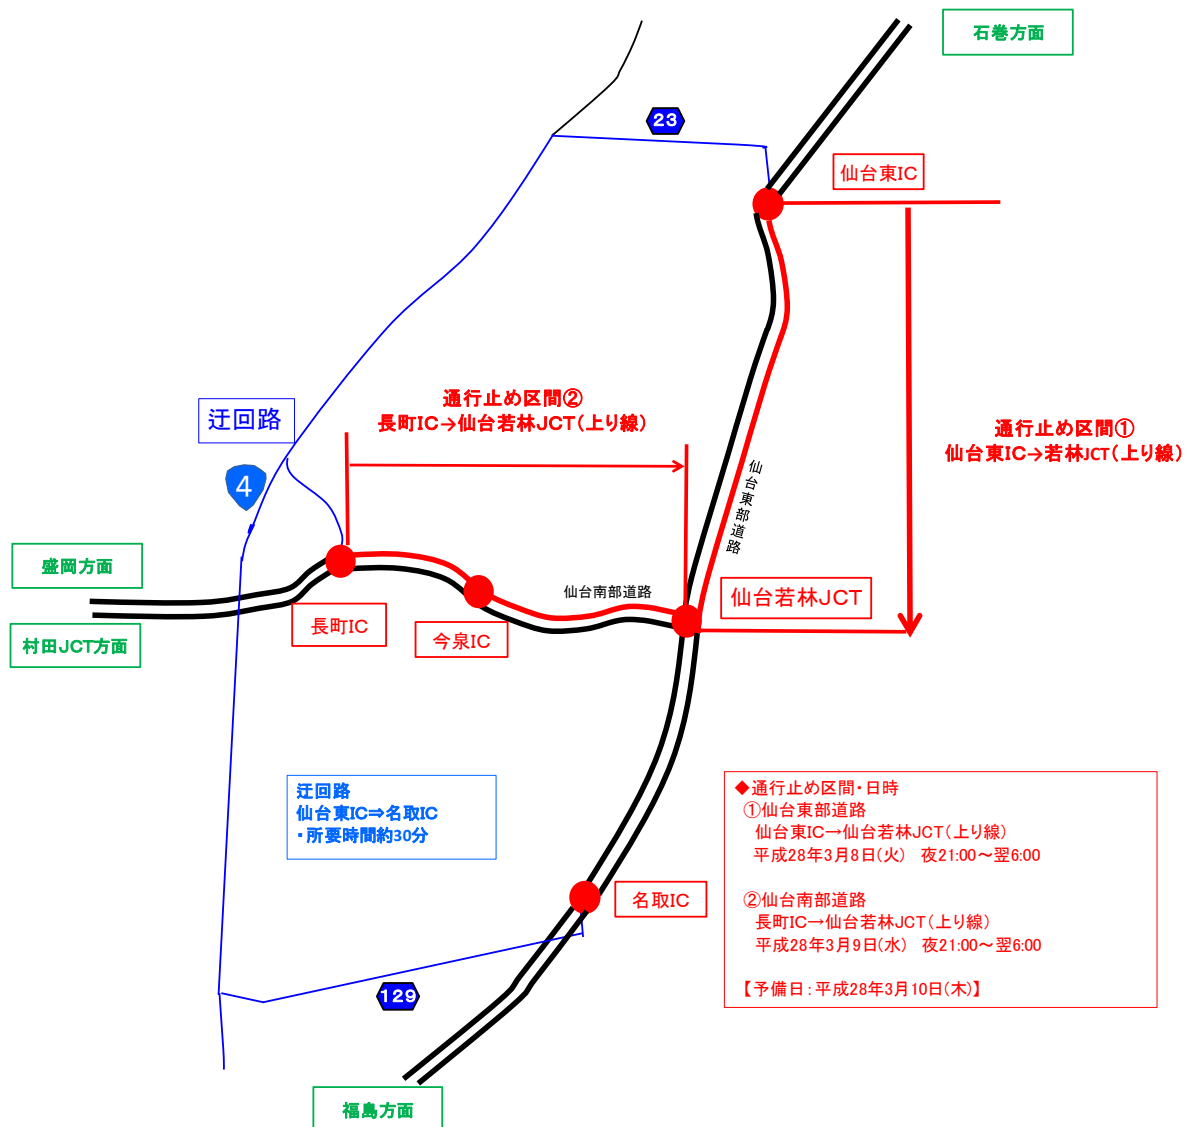 石巻方面
23
仙台東IC
通行止め区間②
長町IC→仙台若林JCT(上り線)
迂回路
4
通行止め区間①
仙台東IC→若林JCT(上り線)
仙台東部道路
盛岡方面
村田JCT方面
仙台南部道路
仙台若林JCT
長町IC
今泉IC
迂回路
仙台東IC⇒名取IC
・所要時間約30分
◆通行止め区間・日時
①仙台東部道路
仙台東IC→仙台若林JCT(上り線)
平成28年3月8日(火) 夜21:00~翌6:00
②仙台南部道路
長町IC→仙台若林JCT(上り線)
平成28年3月9日(水) 夜21:00~翌6:00
【予備日:平成28年3月10日(木)】
名取IC
129
福島方面